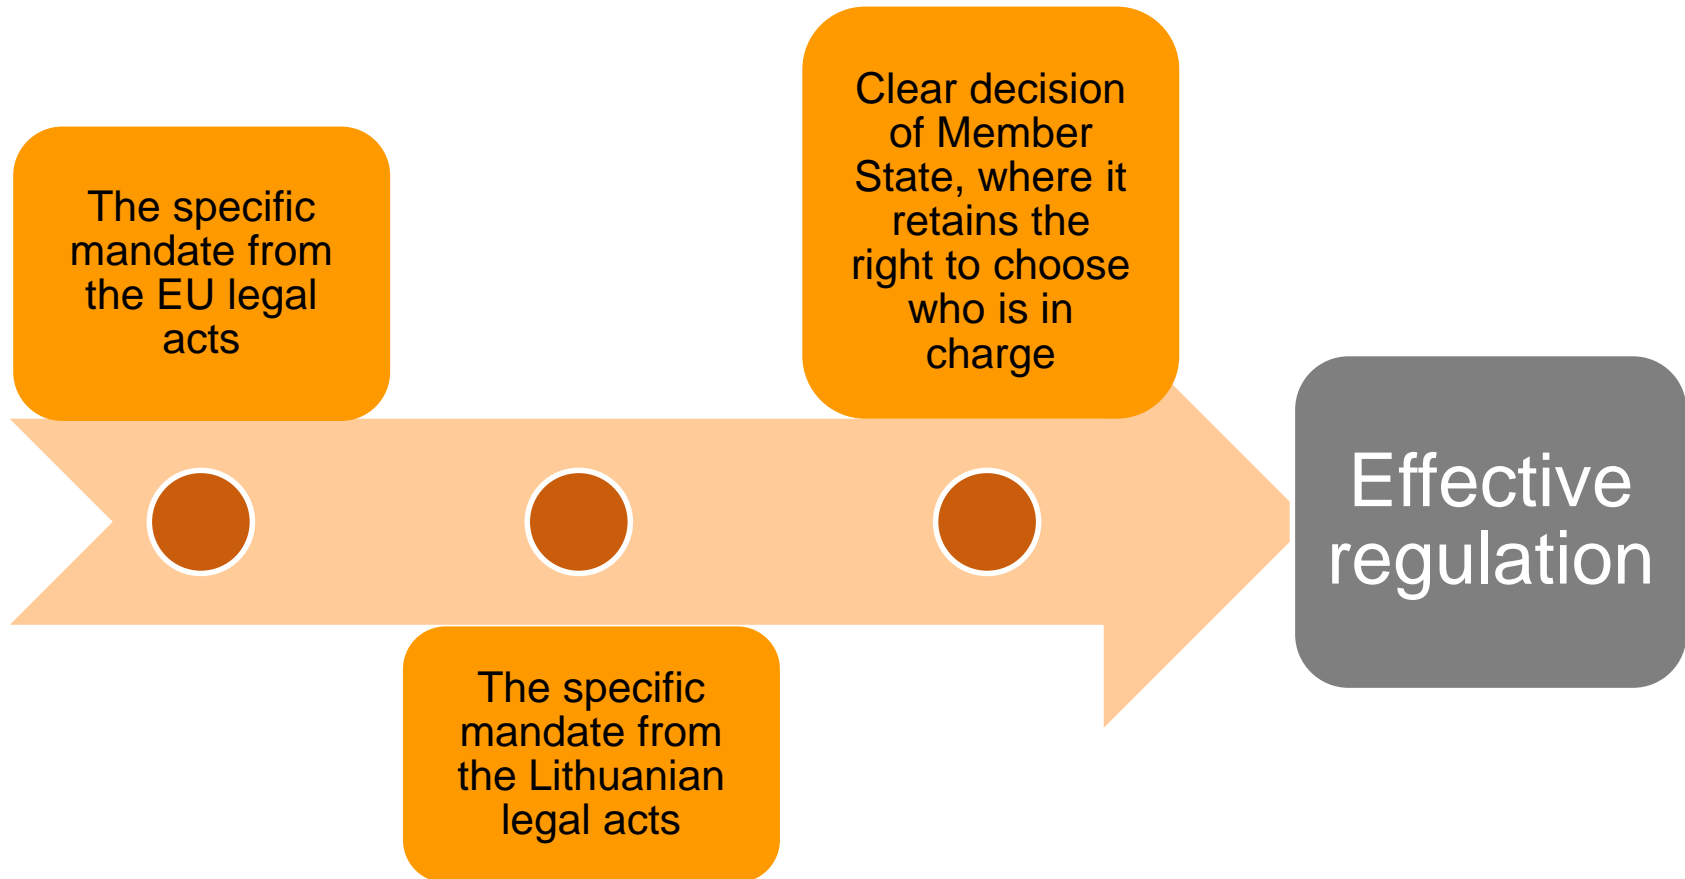 The specific
mandate from
the EU legal
acts
The specific
mandate from
the Lithuanian
legal acts
Clear decision
of Member
State, where it
retains the
right to choose
who is in
charge
Effective
regulation